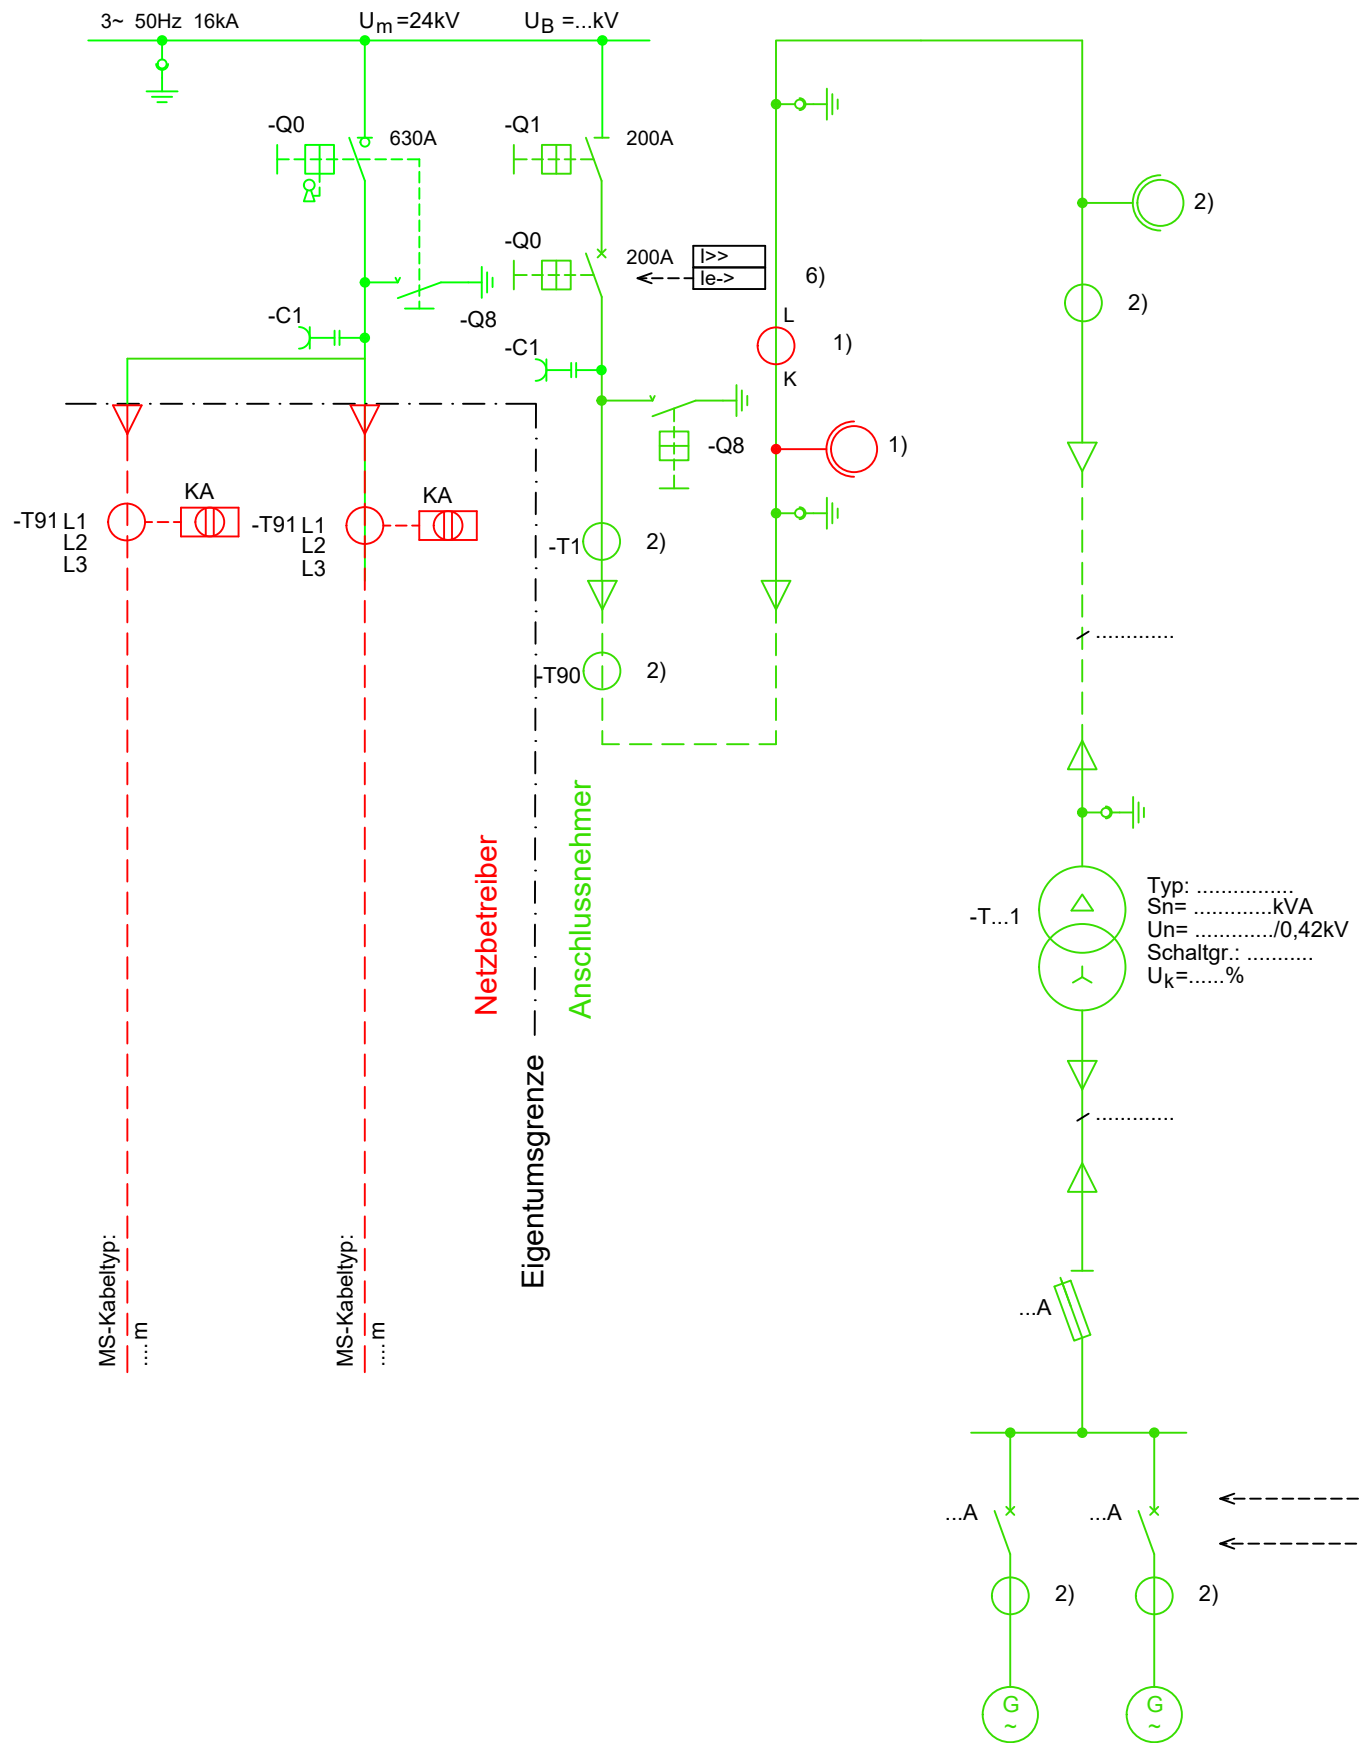 3~ 50Hz 16kA
Um=24kV
UB =...kV
-Q0
630A
-Q1
200A
2)
-Q0
200A
I>>
Ie->
6)
2)
-C1
-Q8
L
1)
K
-C1
-Q8
1)
KA
-T91 L1
L2
L3
KA
-T91 L1
L2
L3
-T1
2)
.............
-T90
2)
Netzbetreiber
Anschlussnehmer
Eigentumsgrenze
-T...1
Typ: ................
Sn= .............kVA
Un= ............./0,42kV
Schaltgr.: ...........
Uk=......%
.............
MS-Kabeltyp:
.....m
MS-Kabeltyp:
.....m
...A
...A
...A
2)
2)
G
~
G
~